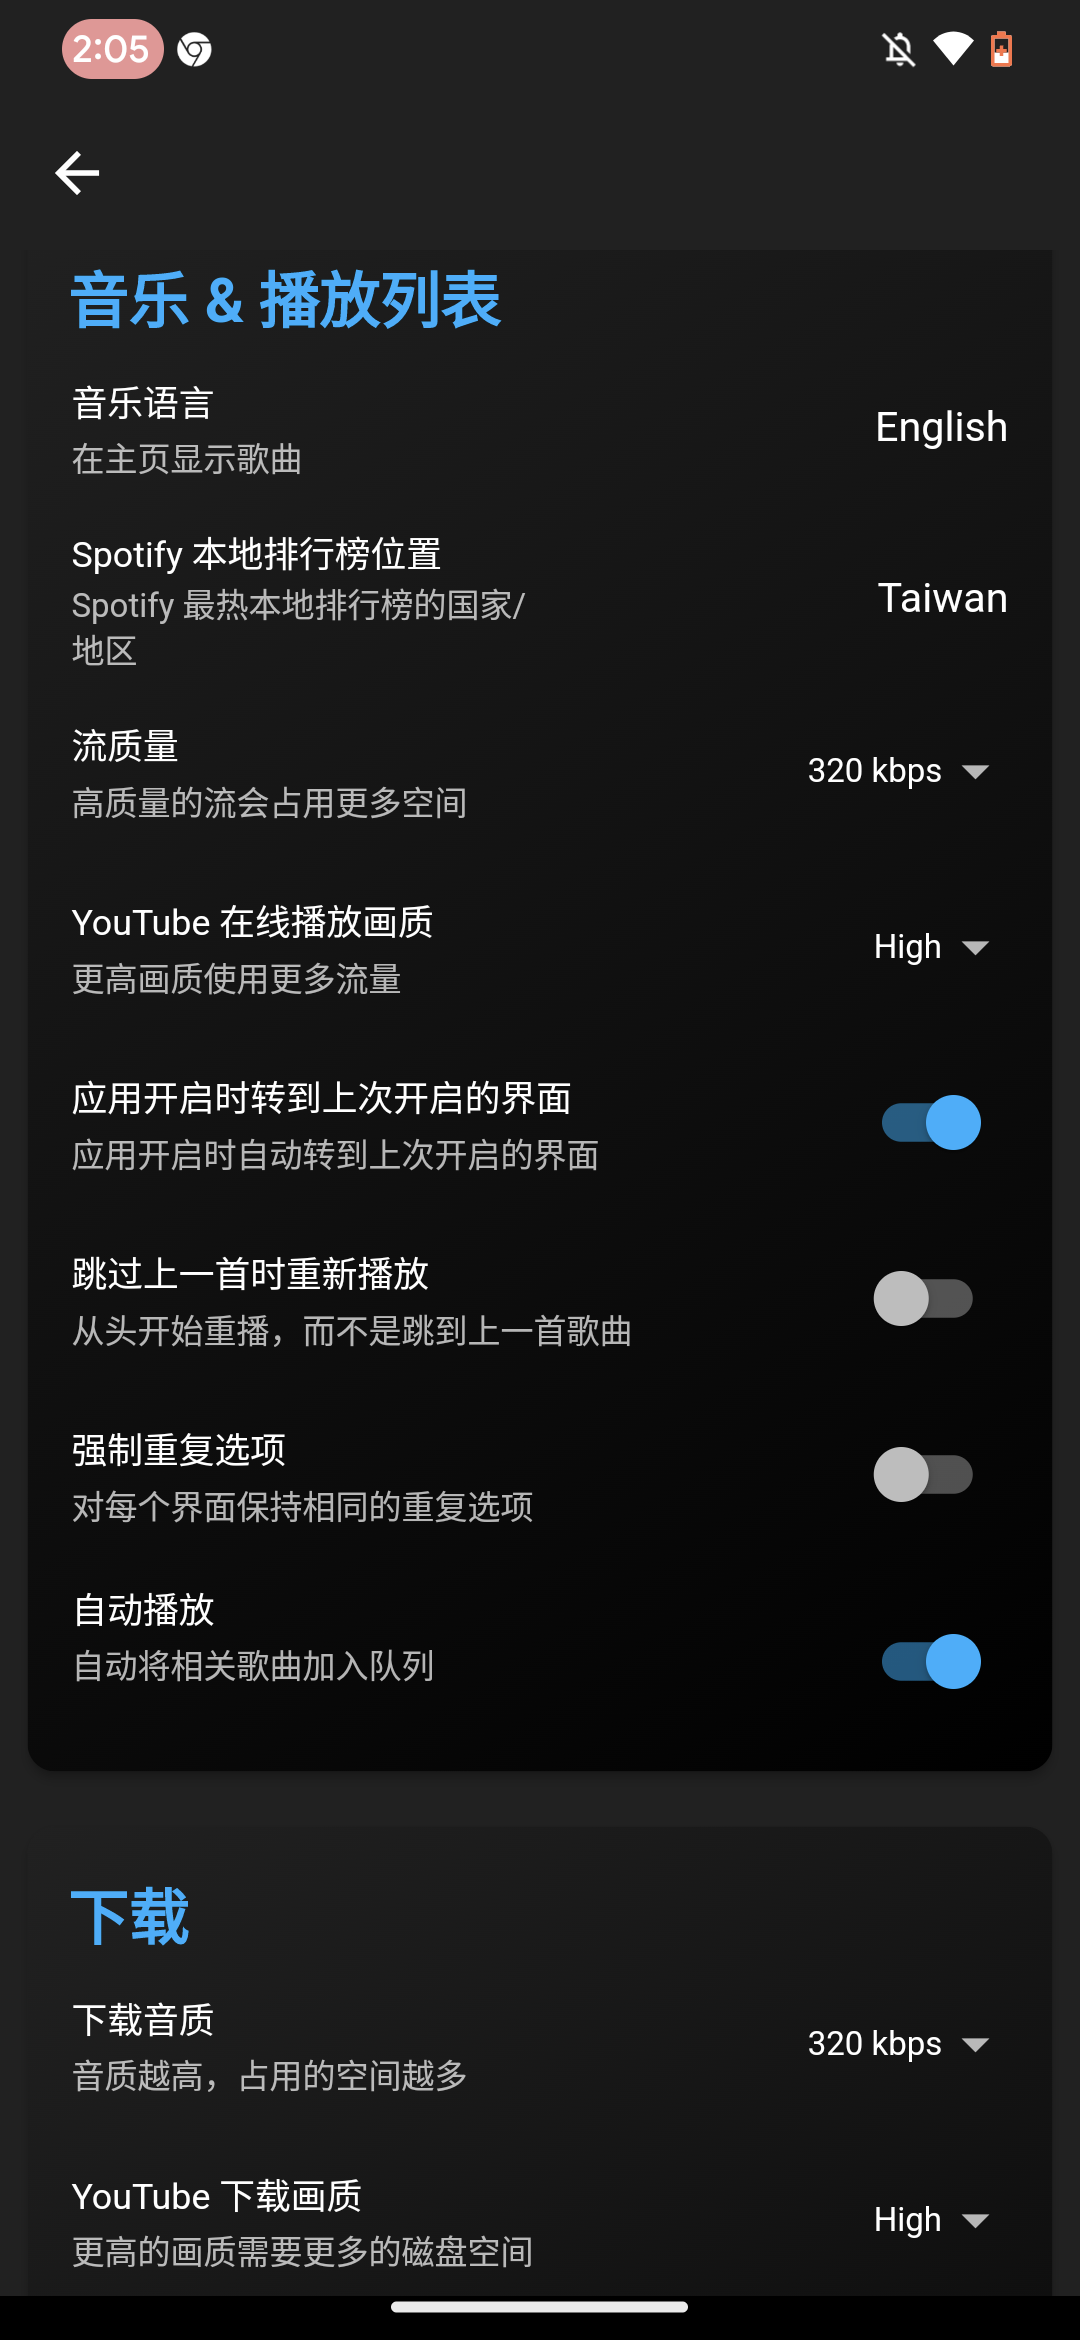 2:05
音乐 & 播放列表
音乐语言
在主页显示歌曲
English
Spotify 本地排行榜位置
Spotify 最热本地排行榜的国家/
地区
Taiwan
流质量
高质量的流会占用更多空间
320 kbps
YouTube 在线播放画质
更高画质使用更多流量
High
应用开启时转到上次开启的界面
应用开启时自动转到上次开启的界面
跳过上一首时重新播放
从头开始重播，而不是跳到上一首歌曲
强制重复选项
对每个界面保持相同的重复选项
自动播放
自动将相关歌曲加入队列
下载
下载音质
音质越高，占用的空间越多
320 kbps
YouTube 下载画质
更高的画质需要更多的磁盘空间
High